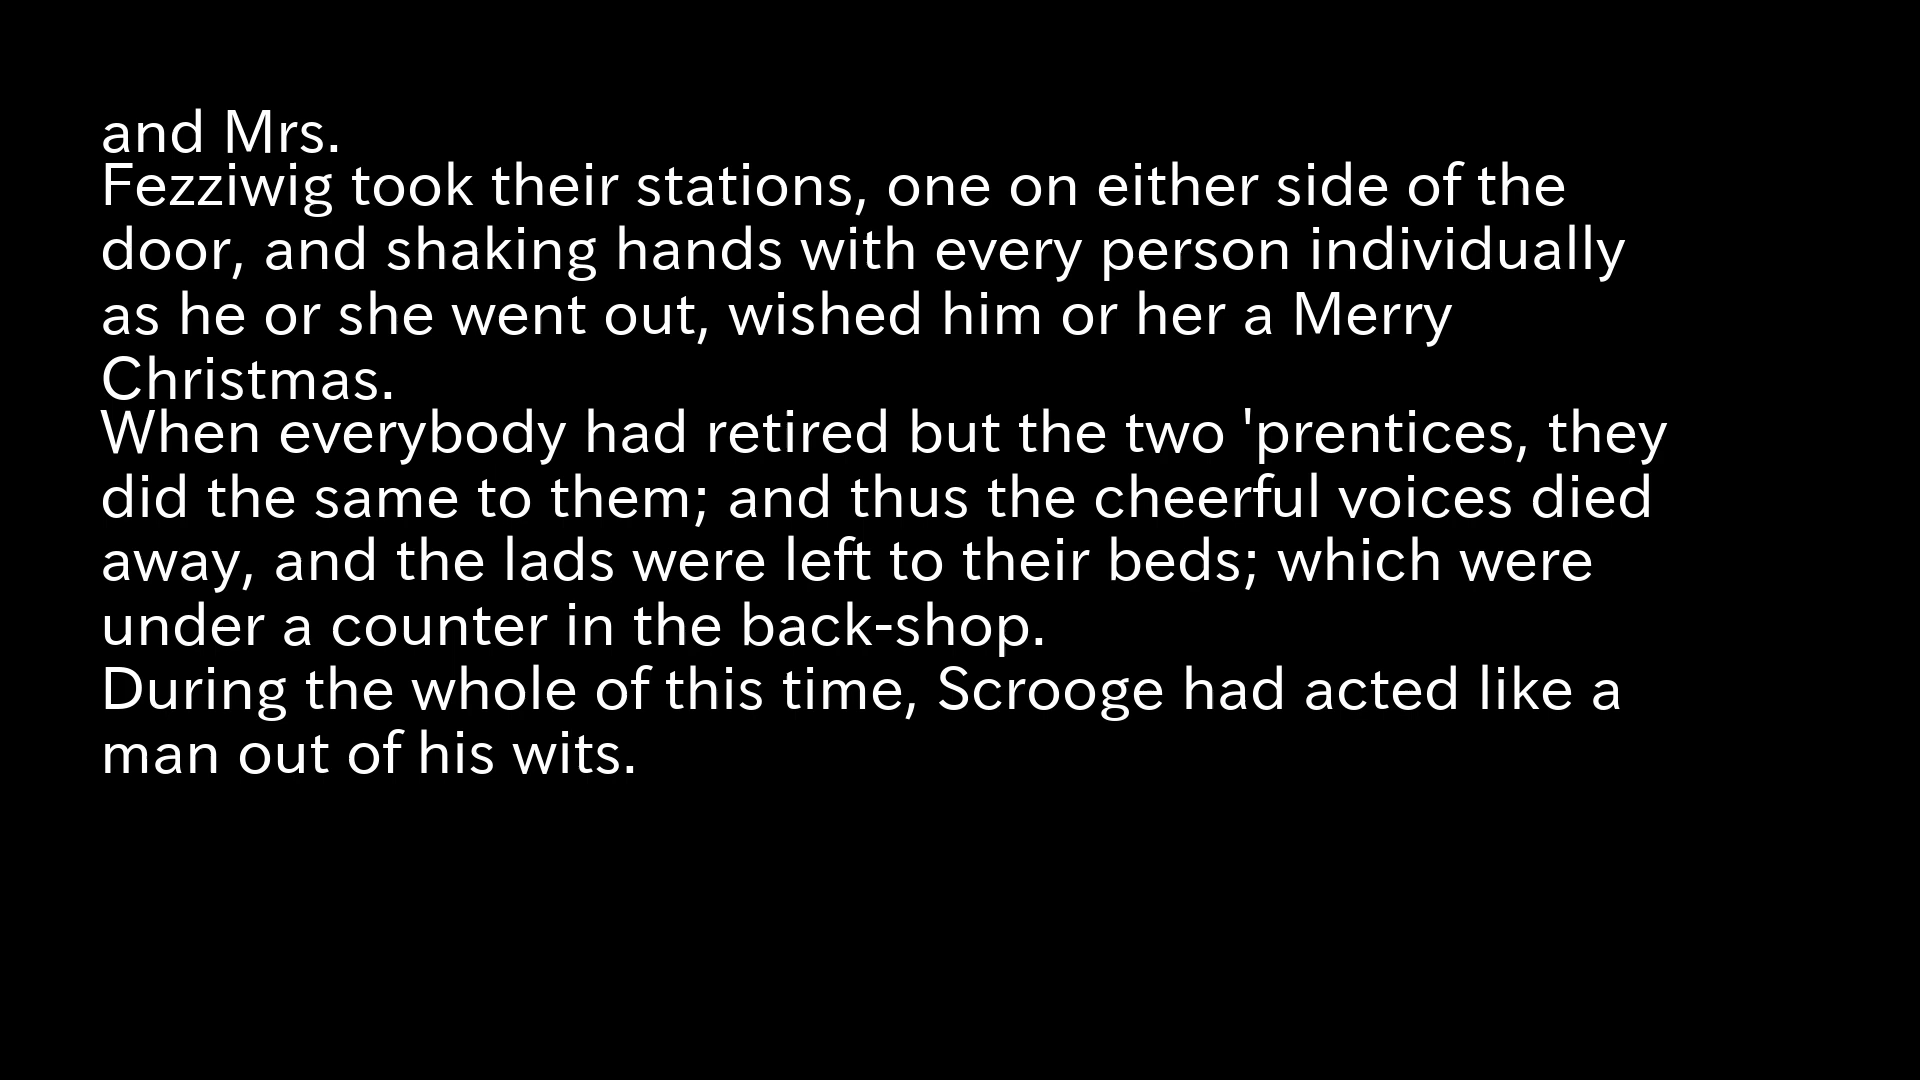 and Mrs.
Fezziwig took their stations, one on either side of the
door, and shaking hands with every person individually
as he or she went out, wished him or her a Merry
Christmas.
When everybody had retired but the two 'prentices, they
did the same to them; and thus the cheerful voices died
away, and the lads were left to their beds; which were
under a counter in the back-shop.
During the whole of this time, Scrooge had acted like a
man out of his wits.